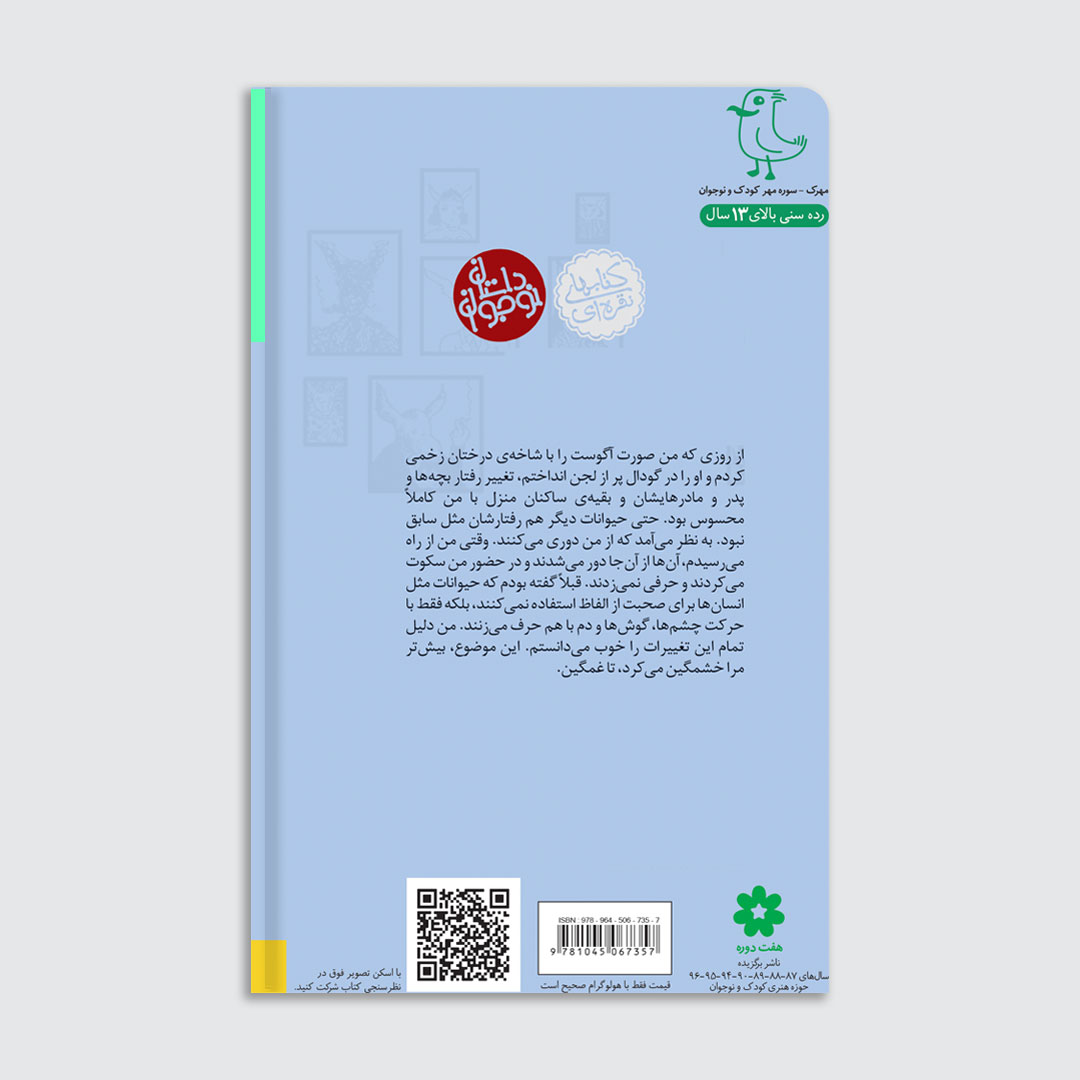 مهرک - سوره مهر کودک و نوجوان
رده سنی بالای ۱۳ سال
کتابهای
نقره‌ای
داستان
نوجوان
از روزی که من صورت آگوست را با شاخه‌ی درختان زخمی
کردم و او را در گودال پر از لجن انداختم، تغییر رفتار بچه‌ها و
پدر و مادرهایشان و بقیه‌ی ساکنان منزل با من کاملاً
محسوس بود. حتی حیوانات دیگر هم رفتارشان مثل سابق
نبود. به نظر می‌آمد که از من دوری می‌کنند. وقتی من از راه
می‌رسیدم، آن‌ها از آن‌جا دور می‌شدند و در حضور من سکوت
می‌کردند و حرفی نمی‌زدند. قبلاً گفته بودم که حیوانات مثل
انسان‌ها برای صحبت از الفاظ استفاده نمی‌کنند، بلکه فقط با
حرکت چشم‌ها، گوش‌ها و دم با هم حرف می‌زنند. من دلیل
تمام این تغییرات را خوب می‌دانستم. این موضوع، بیش‌تر
مرا خشمگین می‌کرد، تا غمگین.
هفت دوره
ناشر برگزیده
سال‌های ۸۷-۸۸-۸۹-۹۰-۹۴-۹۵-۹۶
حوزه هنری کودک و نوجوان
ISBN : 978 - 964 - 506 - 735 - 7
9 781045 067357
قیمت فقط با هولوگرام صحیح است
با اسکن تصویر فوق در
نظرسنجی کتاب شرکت کنید.